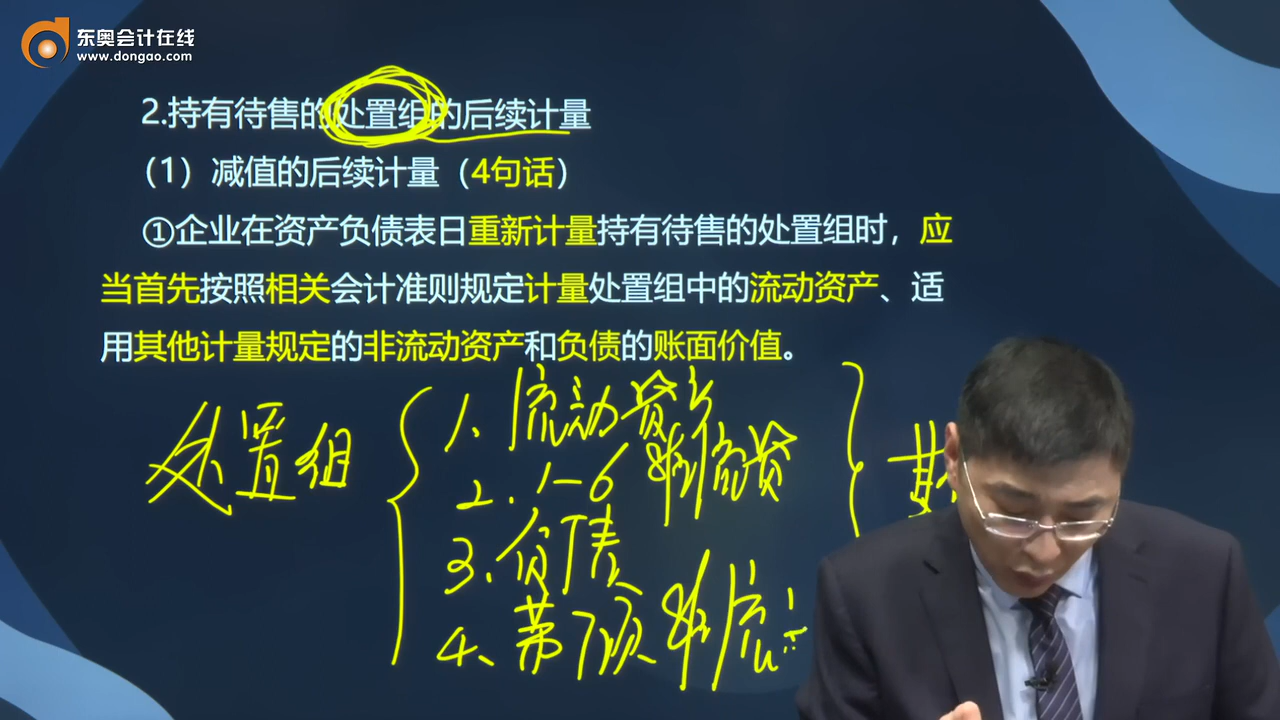 东奥会计在线
www.dongao.com
2.持有待售的处置组的后续计量
（1）减值的后续计量（4句话）
①企业在资产负债表日重新计量持有待售的处置组时，应
当首先按照相关会计准则规定计量处置组中的流动资产、适
用其他计量规定的非流动资产和负债的账面价值。
处置组
1、流动资产
2.1-6非流资
3.负债
4、第